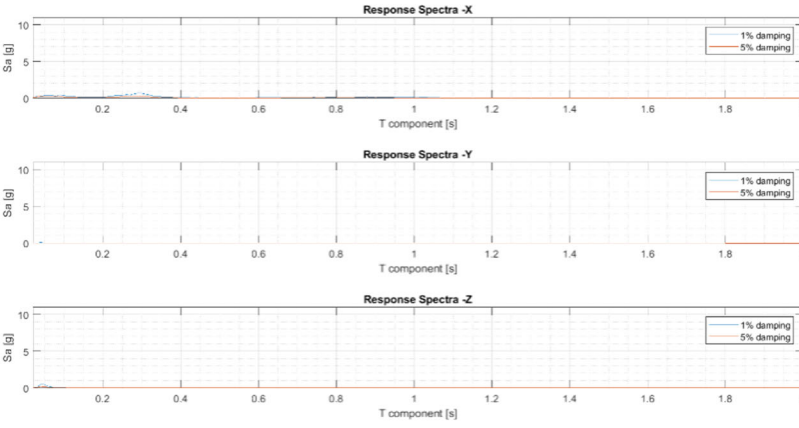 Response Spectra -X
10
5
0
Sa [g]
1% damping
5% damping
0.2 0.4 0.6 0.8 1 1.2 1.4 1.6 1.8
T component [s]
Response Spectra -Y
10
5
0
Sa [g]
1% damping
5% damping
0.2 0.4 0.6 0.8 1 1.2 1.4 1.6 1.8
T component [s]
Response Spectra -Z
10
5
0
Sa [g]
1% damping
5% damping
0.2 0.4 0.6 0.8 1 1.2 1.4 1.6 1.8
T component [s]